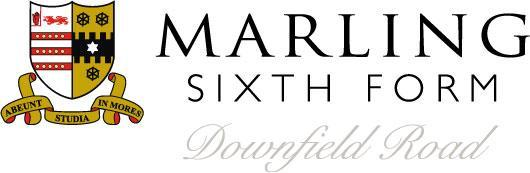 MARLING
SIXTH FORM
Downfield Road
ABEUNT STUDIA IN MORES